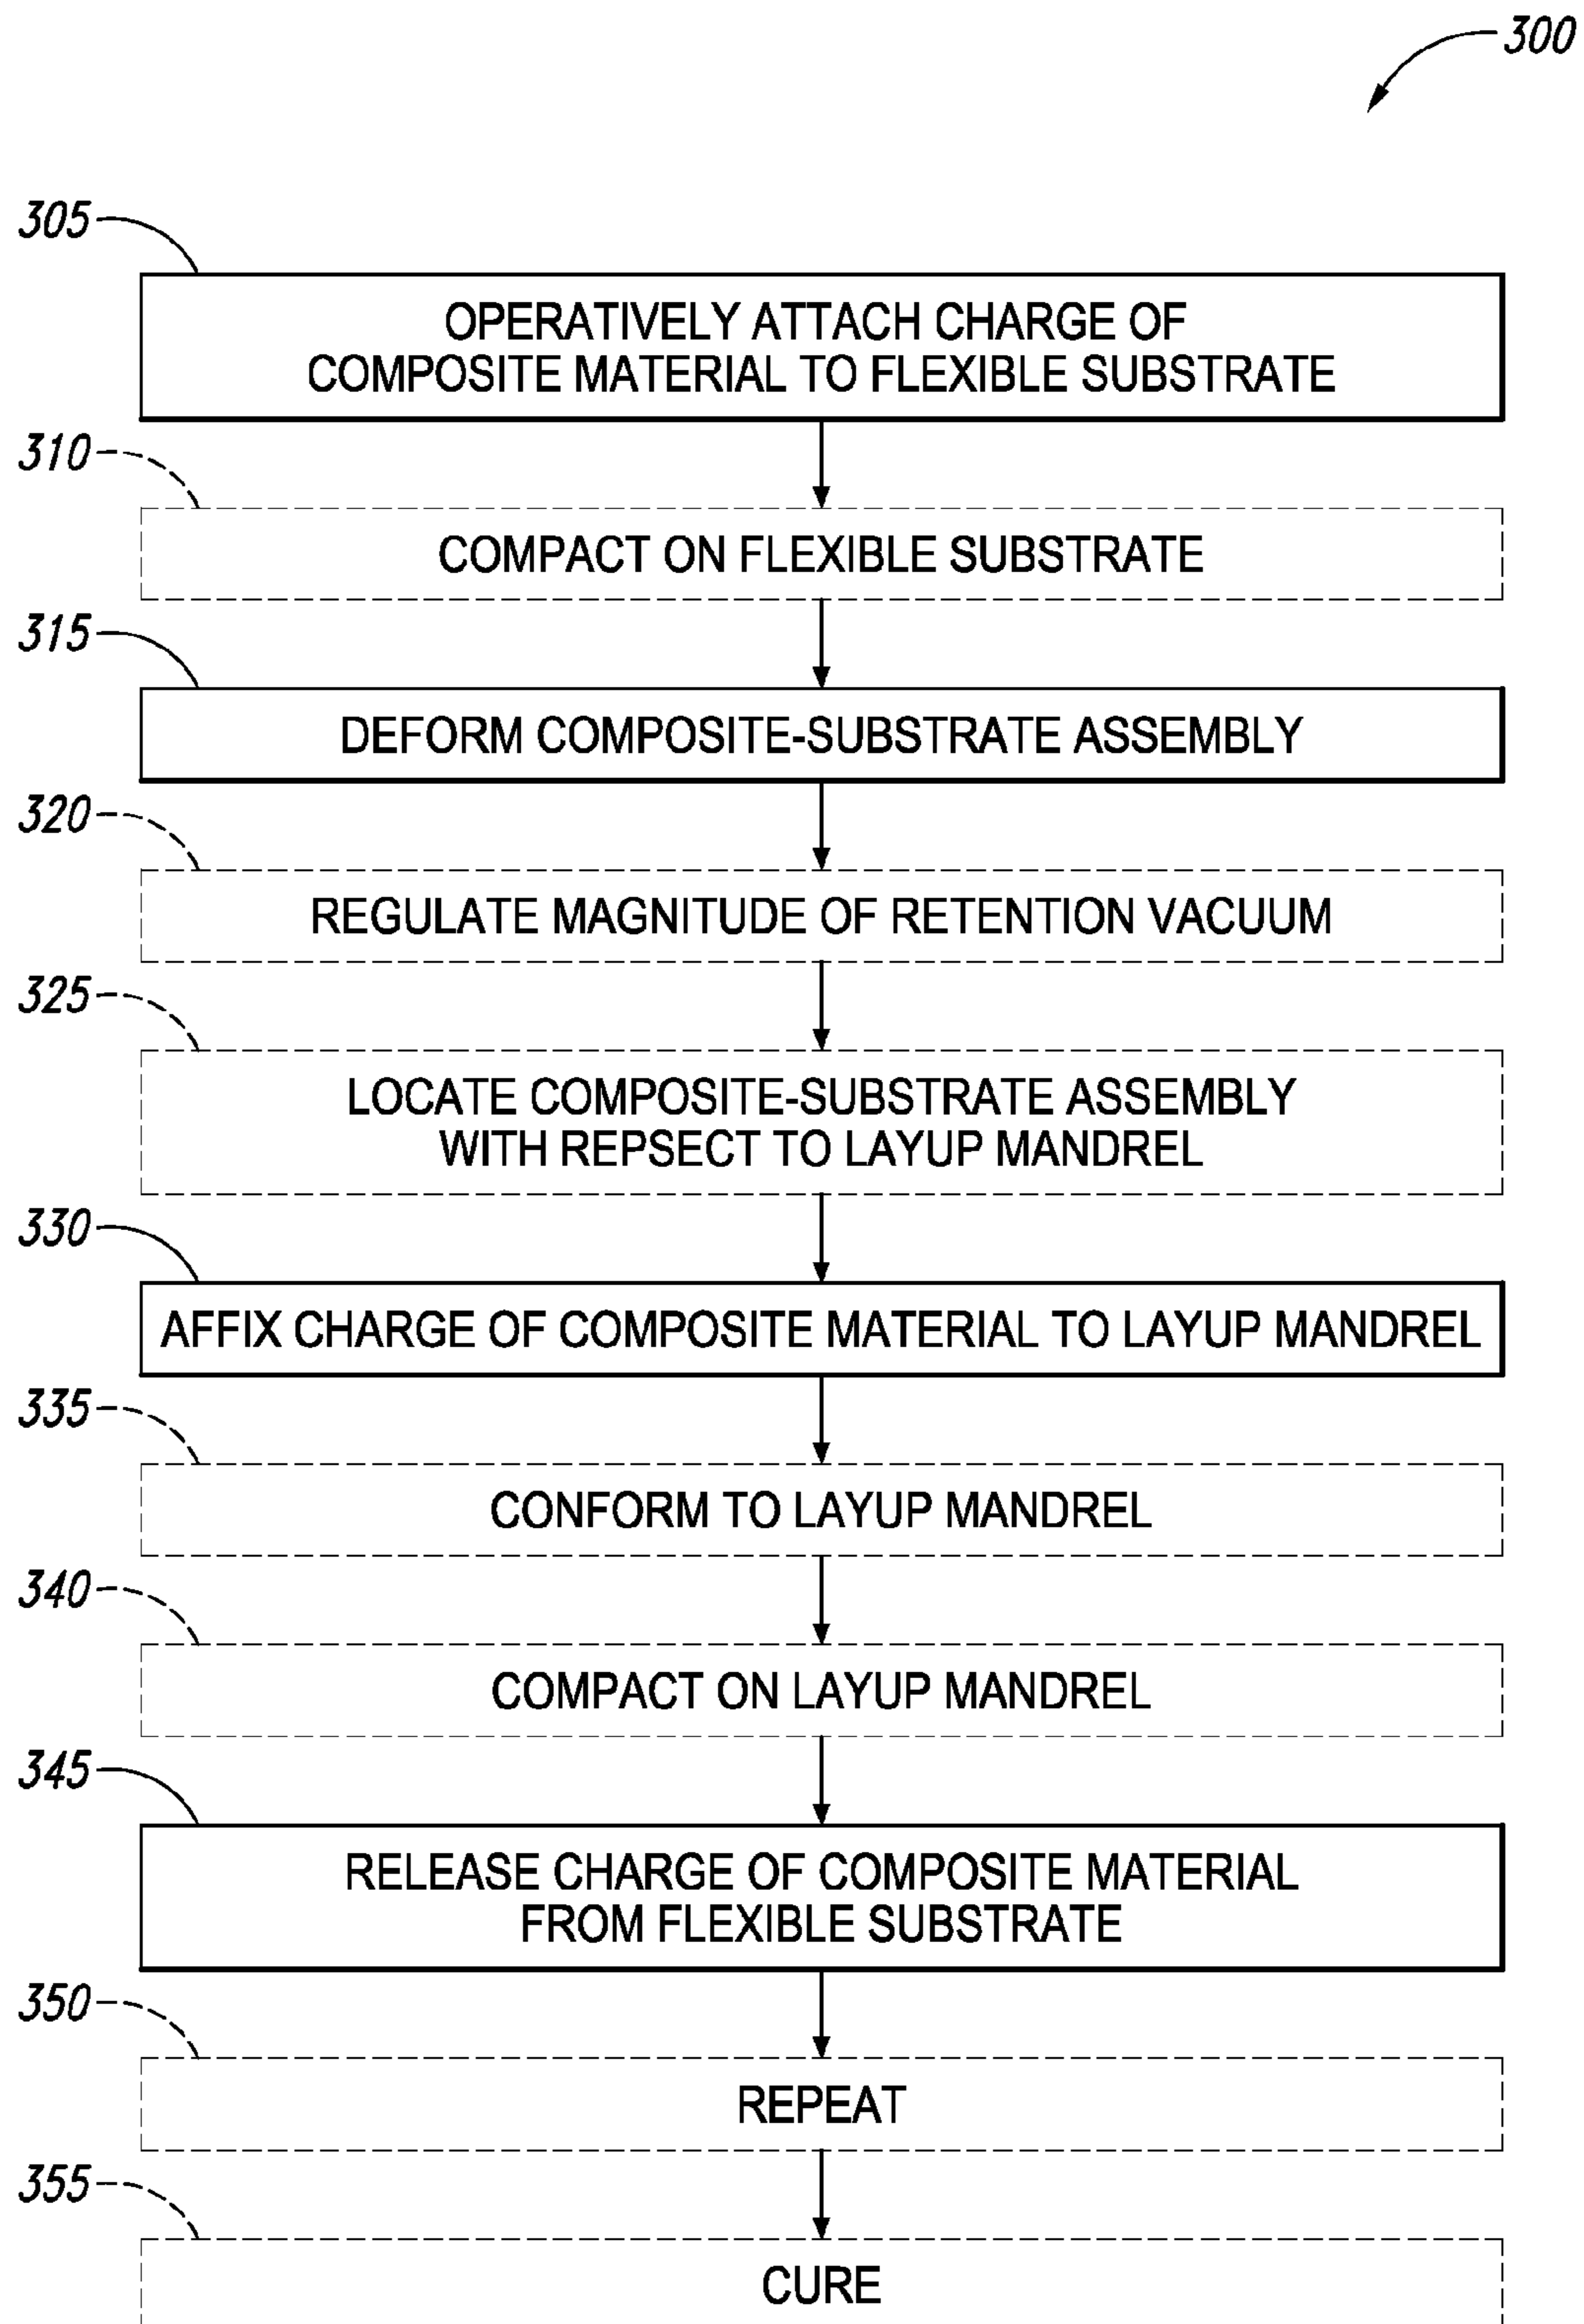 300
305
OPERATIVELY ATTACH CHARGE OF
COMPOSITE MATERIAL TO FLEXIBLE SUBSTRATE
310
COMPACT ON FLEXIBLE SUBSTRATE
315
DEFORM COMPOSITE-SUBSTRATE ASSEMBLY
320
REGULATE MAGNITUDE OF RETENTION VACUUM
325
LOCATE COMPOSITE-SUBSTRATE ASSEMBLY
WITH REPSECT TO LAYUP MANDREL
330
AFFIX CHARGE OF COMPOSITE MATERIAL TO LAYUP MANDREL
335
CONFORM TO LAYUP MANDREL
340
COMPACT ON LAYUP MANDREL
345
RELEASE CHARGE OF COMPOSITE MATERIAL
FROM FLEXIBLE SUBSTRATE
350
REPEAT
355
CURE